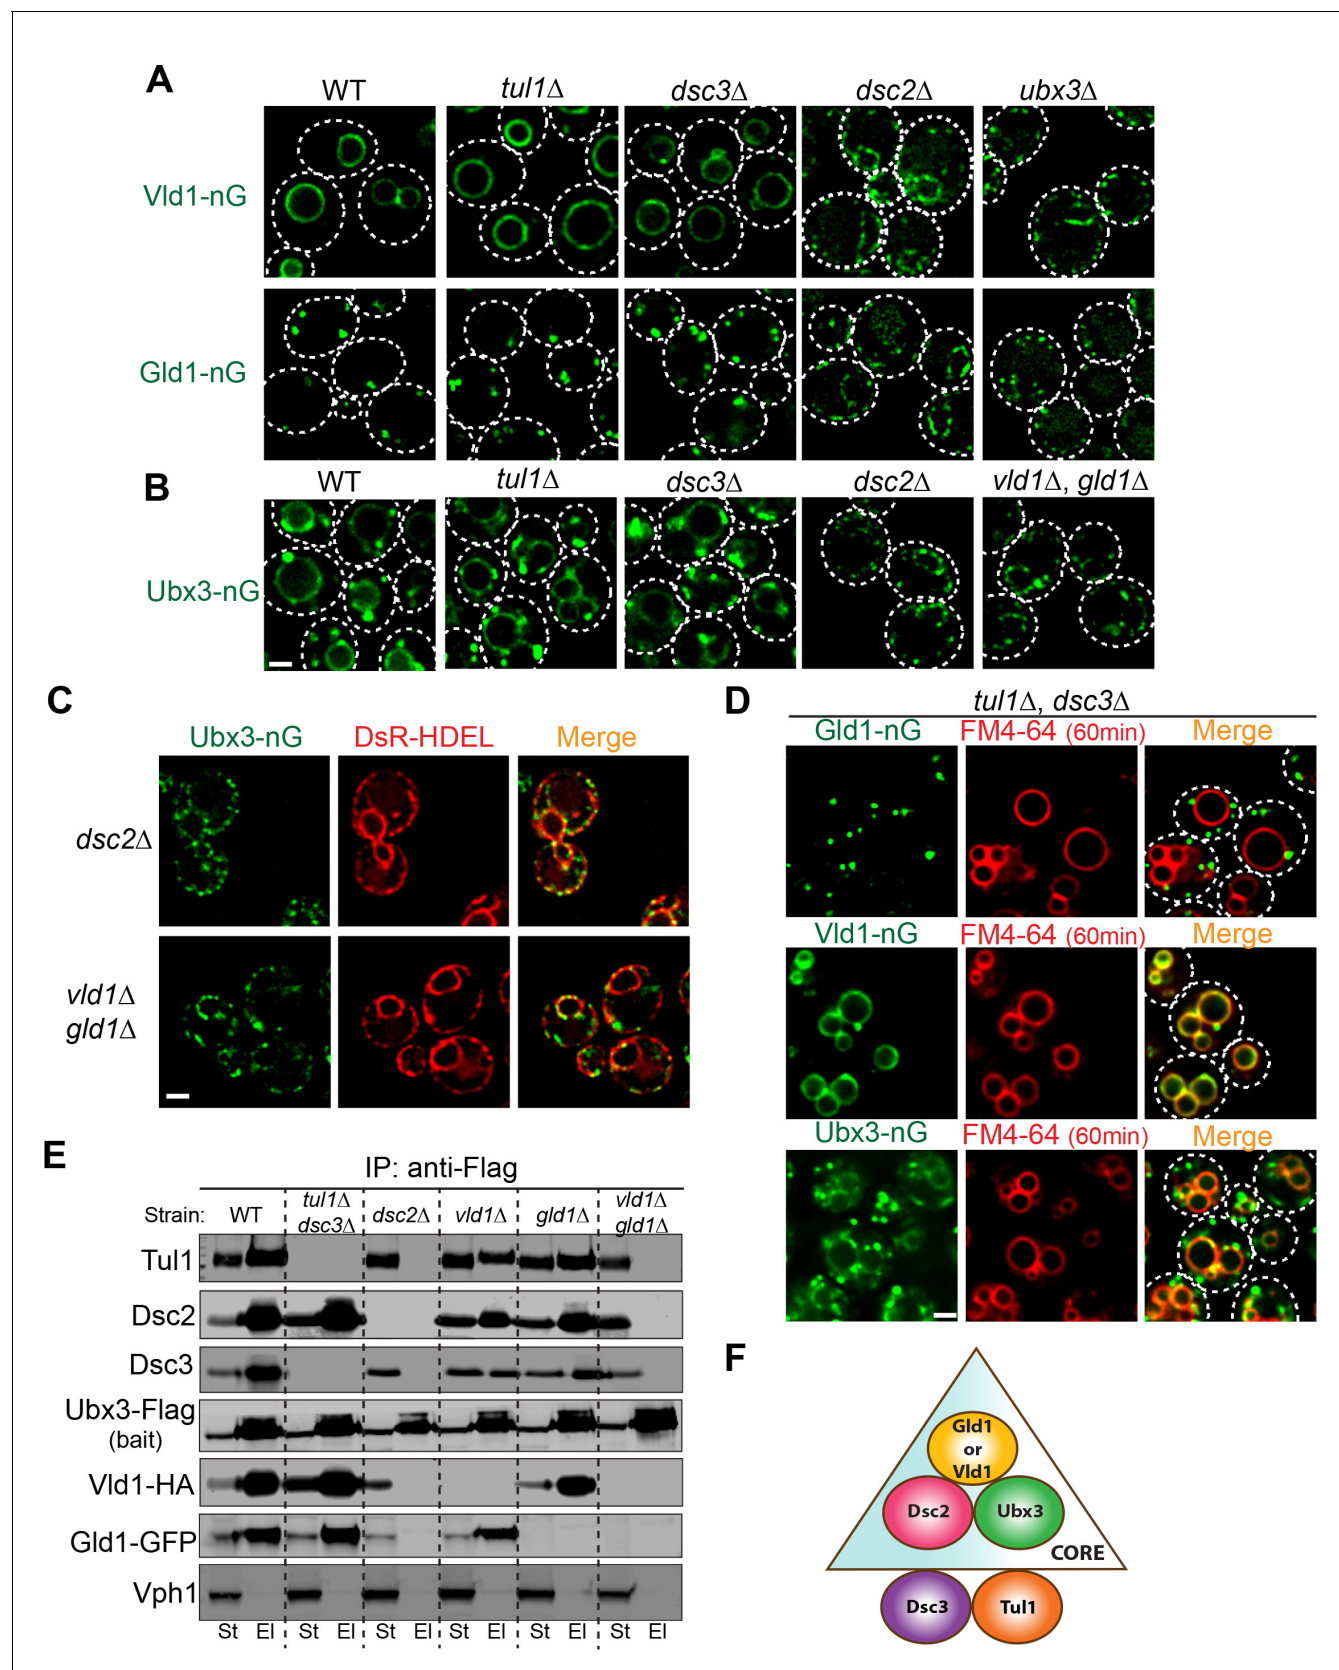 A
WT
tul1Δ
dsc3Δ
dsc2Δ
ubx3Δ
Vld1-nG
Gld1-nG
B
WT
tul1Δ
dsc3Δ
dsc2Δ
vld1Δ, gld1Δ
Ubx3-nG
C
Ubx3-nG
DsR-HDEL
Merge
dsc2Δ
vld1Δ
gld1Δ
D
tul1Δ, dsc3Δ
Gld1-nG
FM4-64 (60min)
Merge
Vld1-nG
FM4-64 (60min)
Merge
Ubx3-nG
FM4-64 (60min)
Merge
E
IP: anti-Flag
Strain:
WT
tul1Δ
dsc3Δ
dsc2Δ
vld1Δ
gld1Δ
vld1Δ
gld1Δ
Tul1
Dsc2
Dsc3
Ubx3-Flag
(bait)
Vld1-HA
Gld1-GFP
Vph1
St El St El St El St El St El St El
F
Gld1
or
Vld1
Dsc2
Ubx3
CORE
Dsc3
Tul1